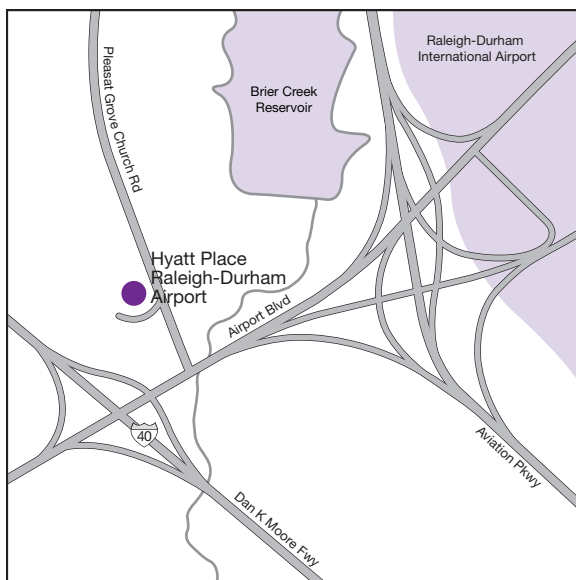 Raleigh-Durham
International Airport
Brier Creek
Reservoir
Pleasat Grove Church Rd
Hyatt Place
Raleigh-Durham
Airport
Airport Blvd
40
Aviation Pkwy
Dan K Moore Fwy